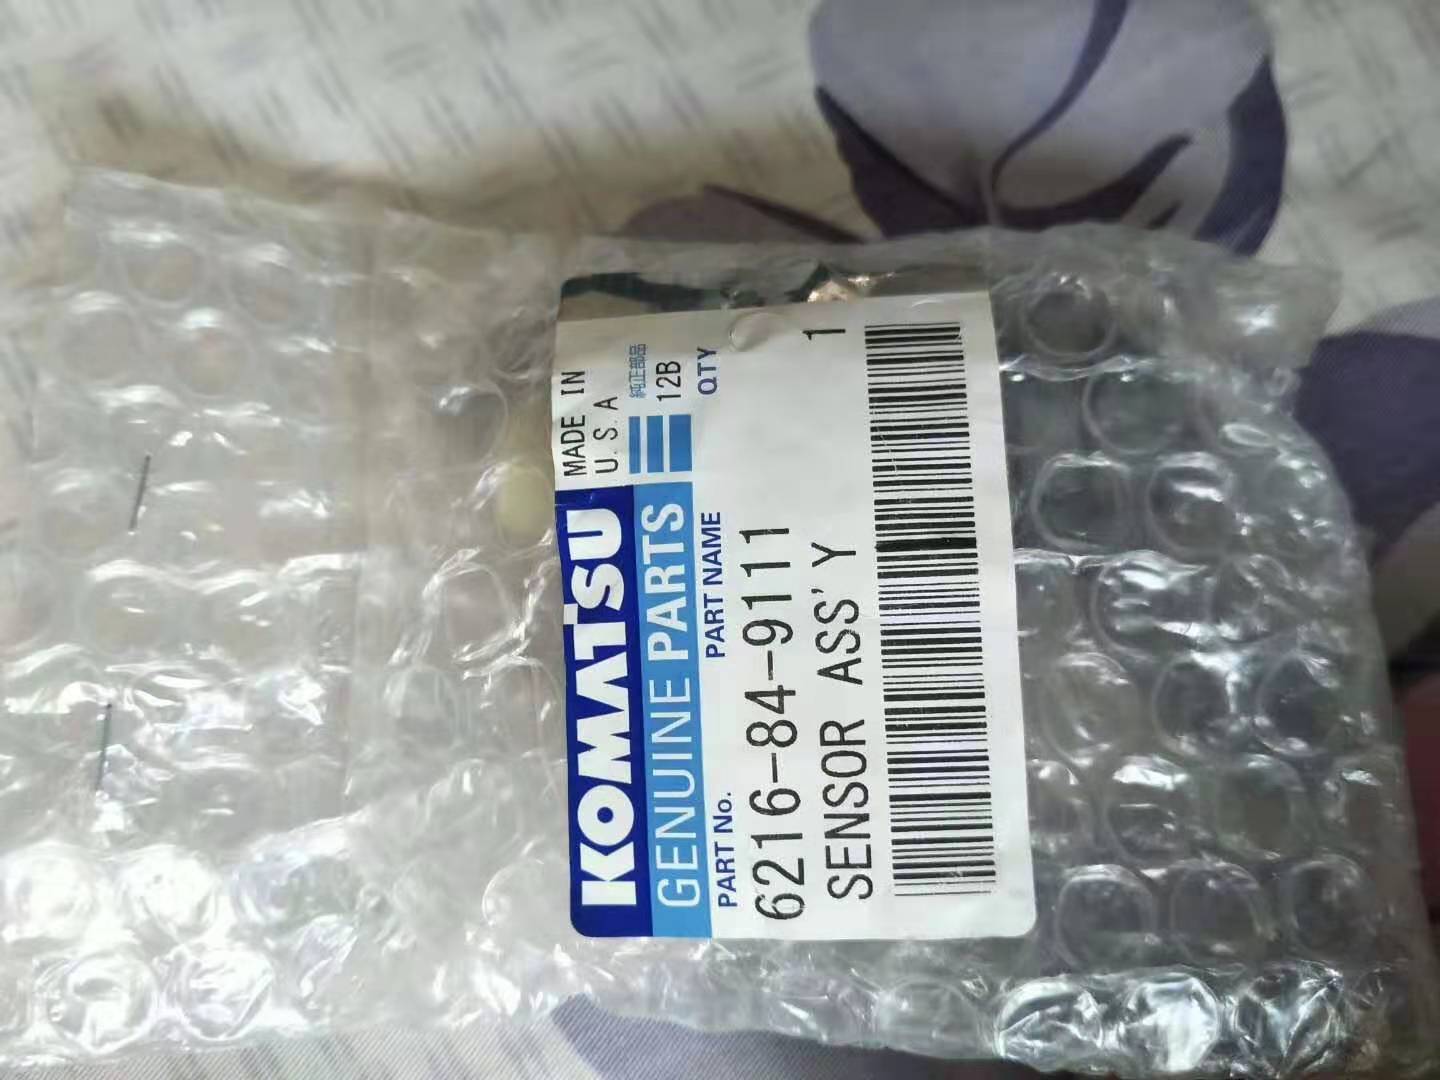 KOMATSU
MADE IN
U.S.A
GENUINE PARTS
純正部品
12B
PART No.
PART NAME
QTY
6216-84-9111
1
SENSOR ASS'Y